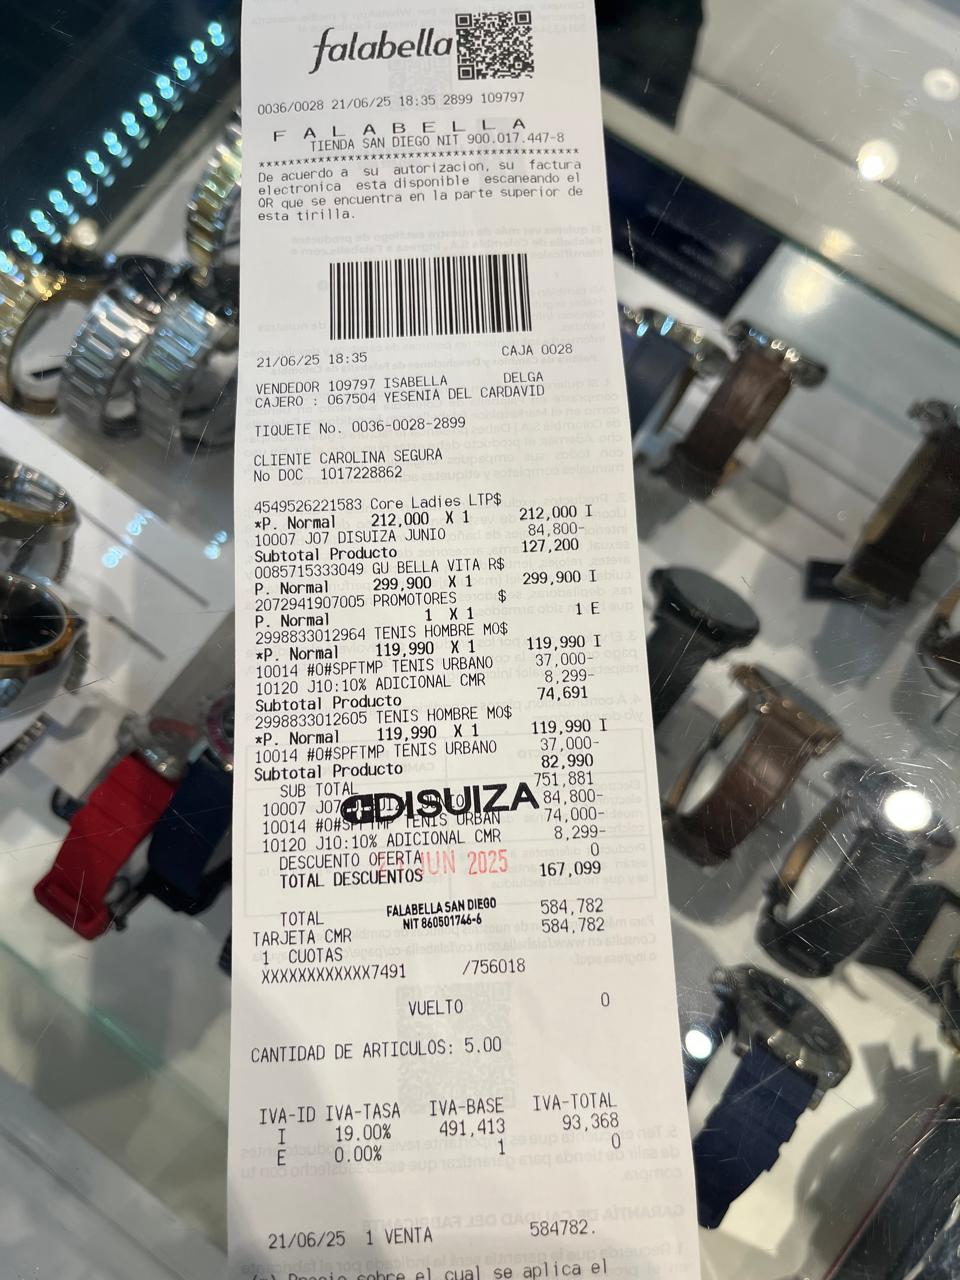 falabella
0036/0028 21/06/25 18:35 2899 109797
F A L A B E L L A
TIENDA SAN DIEGO NIT 900.017.447-8
******************************************
De acuerdo a su autorizacion, su factura
electronica esta disponible escaneando el
QR que se encuentra en la parte superior de
esta tirilla.
21/06/25 18:35 CAJA 0028
VENDEDOR 109797 ISABELLA DELGA
CAJERO : 067504 YESENIA DEL CARDAVID
TIQUETE No. 0036-0028-2899
CLIENTE CAROLINA SEGURA
No DOC 1017228862
4549526221583 Core Ladies LTP$
*P. Normal 212,000 X 1 212,000 I
10007 J07 DISUIZA JUNIO 84,800-
Subtotal Producto 127,200
0085715333049 GU BELLA VITA R$
P. Normal 299,900 X 1 299,900 I
2072941907005 PROMOTORES $
P. Normal 1 X 1 1 E
2998833012964 TENIS HOMBRE MO$
*P. Normal 119,990 X 1 119,990 I
10014 #0#SPFTMP TENIS URBANO 37,000-
10120 J10:10% ADICIONAL CMR 8,299-
Subtotal Producto 74,691
2998833012605 TENIS HOMBRE MO$
*P. Normal 119,990 X 1 119,990 I
10014 #0#SPFTMP TENIS URBANO 37,000-
Subtotal Producto 82,990
SUB TOTAL 751,881
10007 J07 84,800-
DISUIZA
10014 #0#SPFTMP TENIS URBAN 74,000-
10120 J10:10% ADICIONAL CMR 8,299-
DESCUENTO OFERTA 0
JUN 2025
TOTAL DESCUENTOS 167,099
FALABELLA SAN DIEGO
NIT 860501746-6
TOTAL 584,782
TARJETA CMR 584,782
1 CUOTAS
XXXXXXXXXXXX7491 /756018
VUELTO 0
CANTIDAD DE ARTICULOS: 5.00
IVA-ID IVA-TASA IVA-BASE IVA-TOTAL
I 19.00% 491,413 93,368
E 0.00% 1 0
21/06/25 1 VENTA 584782.
Precio sobre el cual se aplica el